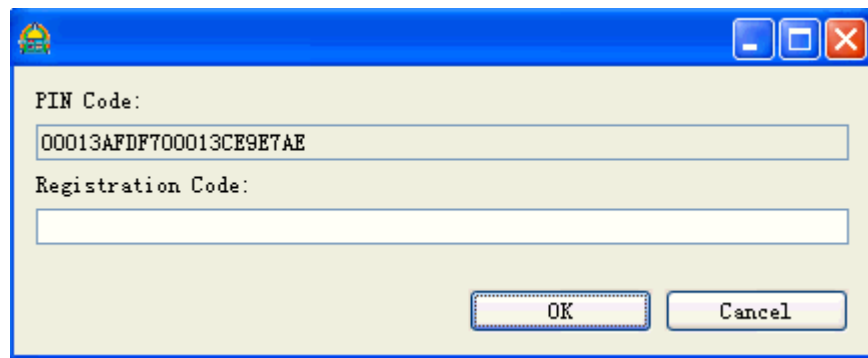 PIN Code:
00013AFDF700013CE9E7AE
Registration Code:
OK
Cancel